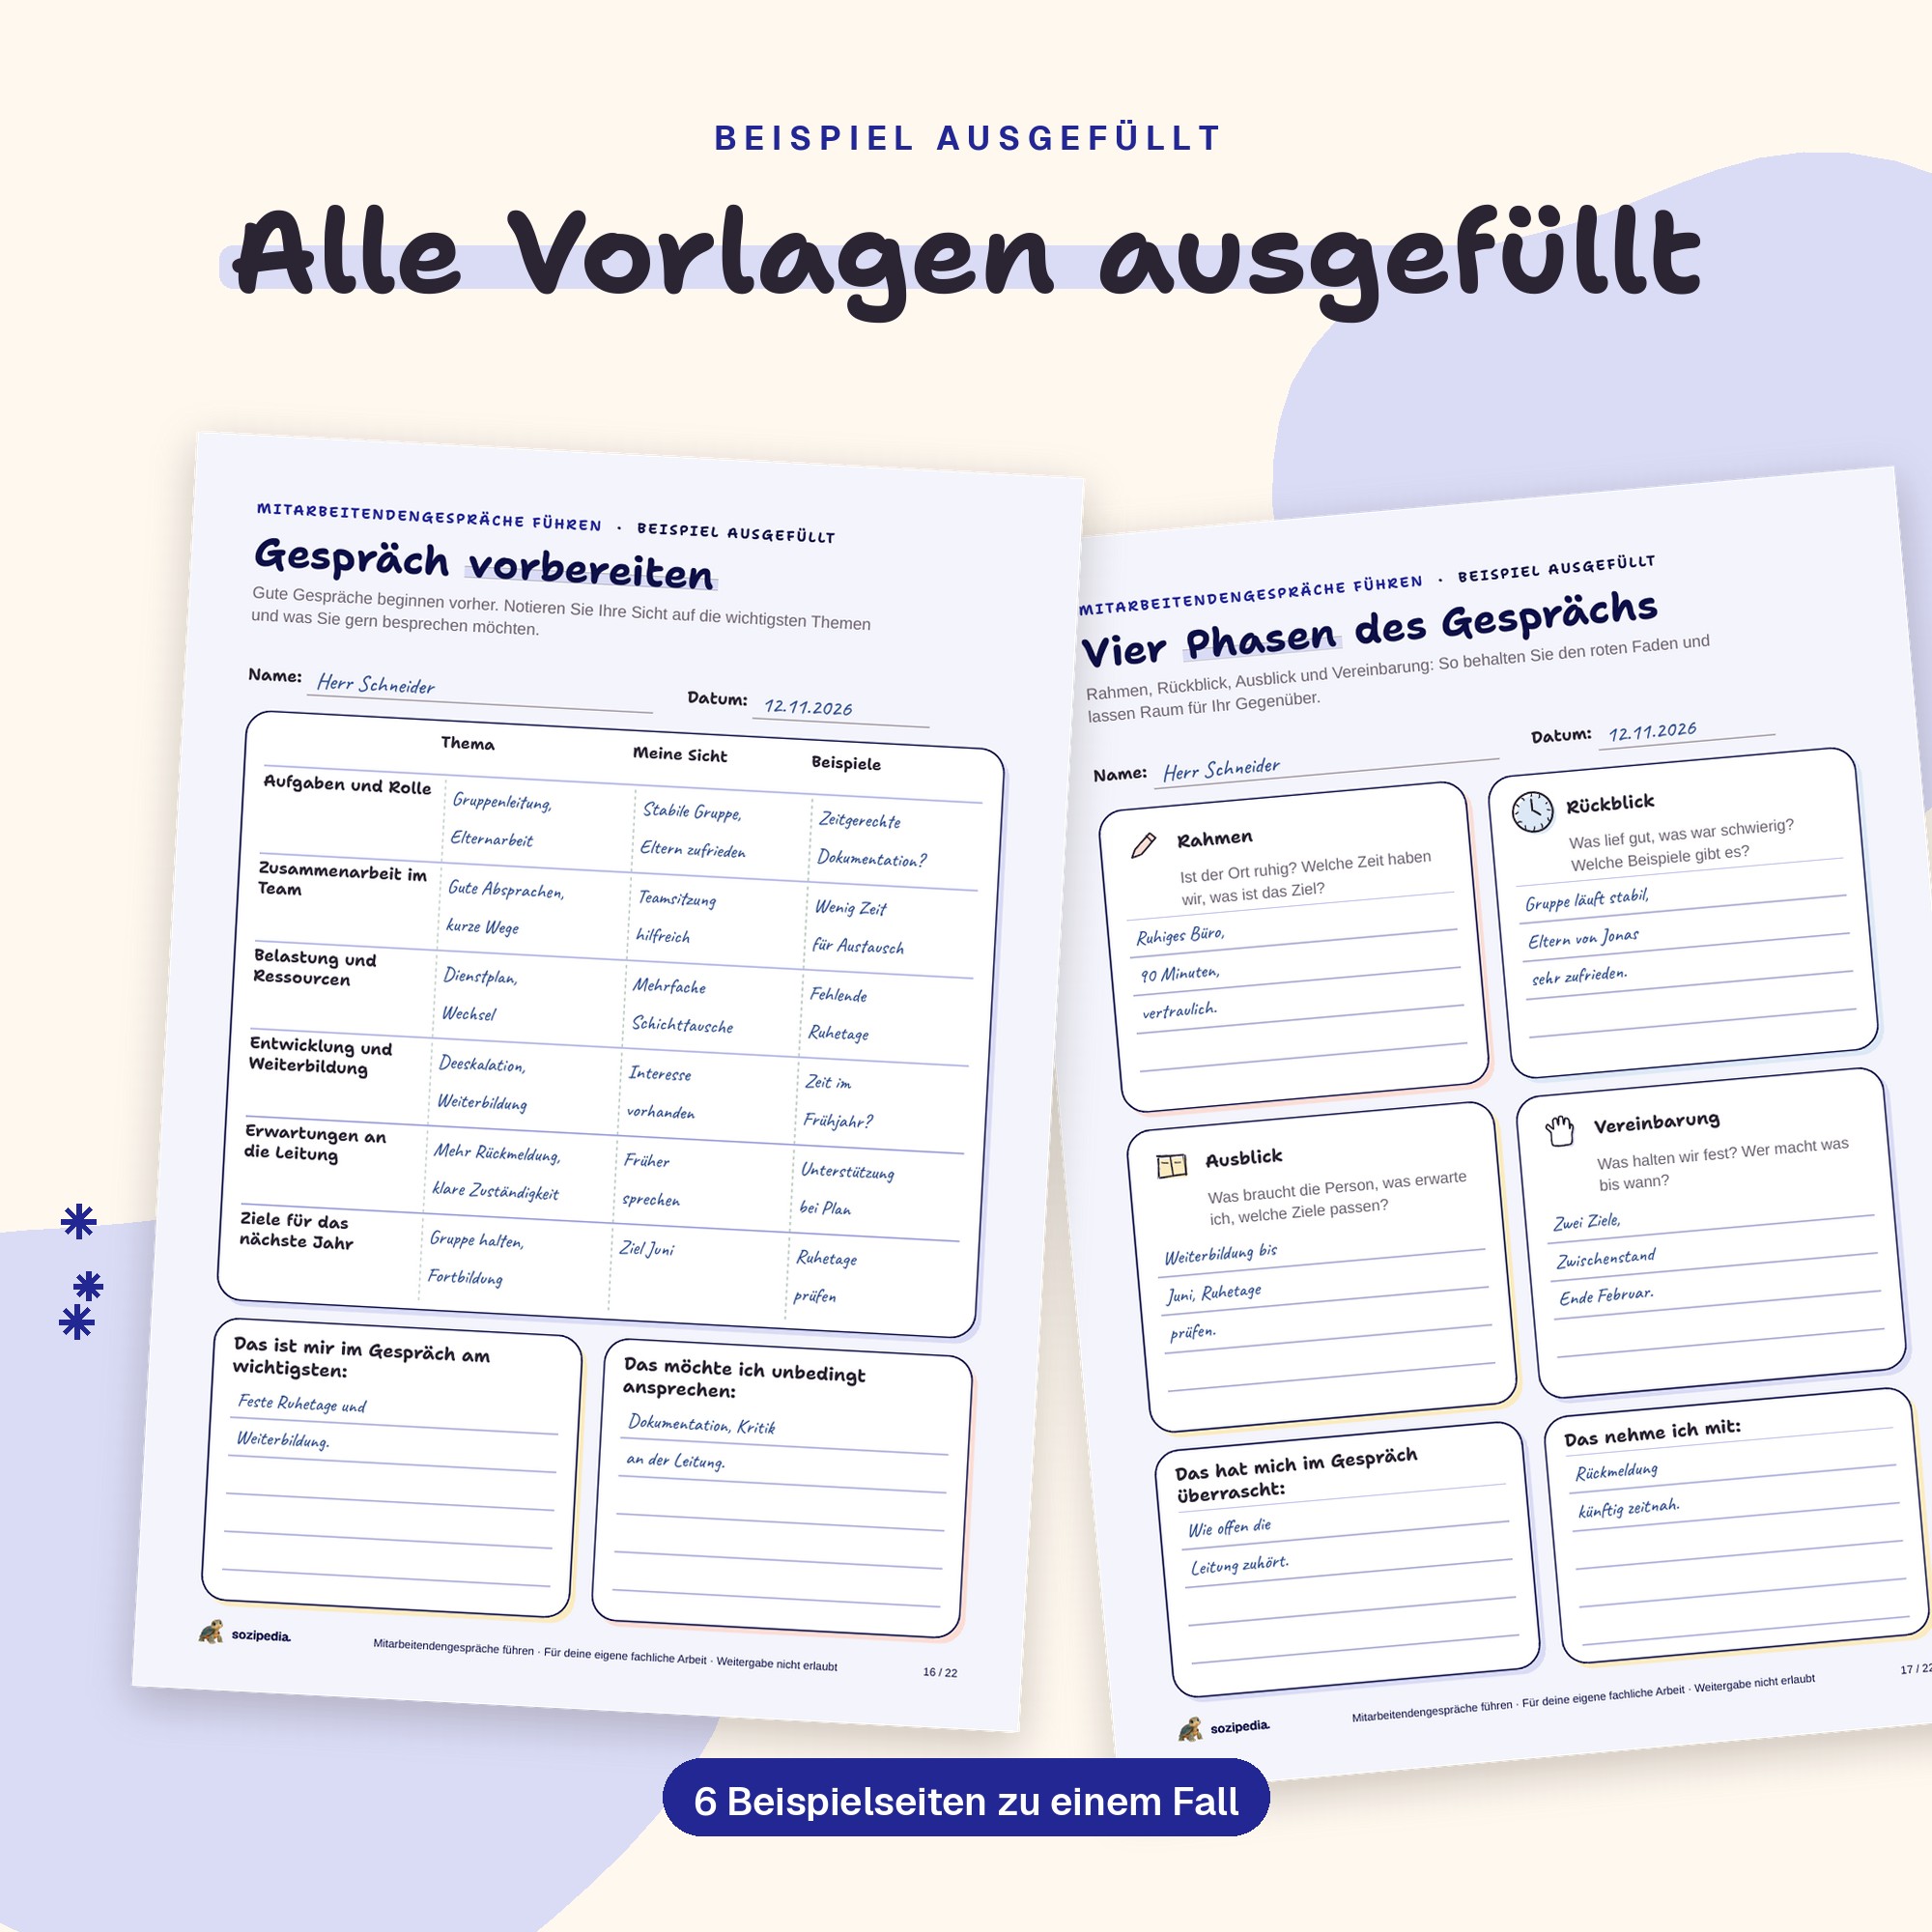 BEISPIEL AUSGEFÜLLT
Alle Vorlagen ausgefüllt
MITARBEITENDENGESPRÄCHE FÜHREN · BEISPIEL AUSGEFÜLLT
Gespräch vorbereiten
Gute Gespräche beginnen vorher. Notieren Sie Ihre Sicht auf die wichtigsten Themen
und was Sie gern besprechen möchten.
Name: Herr Schneider Datum: 12.11.2026
Thema Meine Sicht Beispiele
Aufgaben und Rolle
Gruppenleitung,
Elternarbeit
Stabile Gruppe,
Eltern zufrieden
Zeitgerechte
Dokumentation?
Zusammenarbeit im
Team
Gute Absprachen,
kurze Wege
Teamsitzung
hilfreich
Wenig Zeit
für Austausch
Belastung und
Ressourcen
Dienstplan,
Wechsel
Mehrfache
Schichttausche
Fehlende
Ruhetage
Entwicklung und
Weiterbildung
Deeskalation,
Weiterbildung
Interesse
vorhanden
Zeit im
Frühjahr?
Erwartungen an
die Leitung
Mehr Rückmeldung,
klare Zuständigkeit
Früher
sprechen
Unterstützung
bei Plan
Ziele für das
nächste Jahr
Gruppe halten,
Fortbildung
Ziel Juni
Ruhetage
prüfen
Das ist mir im Gespräch am
wichtigsten:
Feste Ruhetage und
Weiterbildung.
Das möchte ich unbedingt
ansprechen:
Dokumentation, Kritik
an der Leitung.
sozipedia.
Mitarbeitendengespräche führen · Für deine eigene fachliche Arbeit · Weitergabe nicht erlaubt
16 / 22
MITARBEITENDENGESPRÄCHE FÜHREN · BEISPIEL AUSGEFÜLLT
Vier Phasen des Gesprächs
Rahmen, Rückblick, Ausblick und Vereinbarung: So behalten Sie den roten Faden und
lassen Raum für Ihr Gegenüber.
Name: Herr Schneider Datum: 12.11.2026
Rahmen
Ist der Ort ruhig? Welche Zeit haben
wir, was ist das Ziel?
Ruhiges Büro,
90 Minuten,
vertraulich.
Rückblick
Was lief gut, was war schwierig?
Welche Beispiele gibt es?
Gruppe läuft stabil,
Eltern von Jonas
sehr zufrieden.
Ausblick
Was braucht die Person, was erwarte
ich, welche Ziele passen?
Weiterbildung bis
Juni, Ruhetage
prüfen.
Vereinbarung
Was halten wir fest? Wer macht was
bis wann?
Zwei Ziele,
Zwischenstand
Ende Februar.
Das hat mich im Gespräch
überrascht:
Wie offen die
Leitung zuhört.
Das nehme ich mit:
Rückmeldung
künftig zeitnah.
sozipedia.
Mitarbeitendengespräche führen · Für deine eigene fachliche Arbeit · Weitergabe nicht erlaubt
17 / 22
6 Beispielseiten zu einem Fall